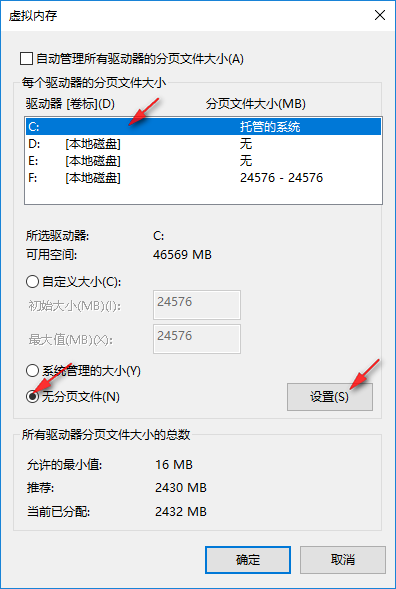 虚拟内存
自动管理所有驱动器的分页文件大小(A)
每个驱动器的分页文件大小
驱动器 [卷标](D) 分页文件大小(MB)
C: 托管的系统
D: [本地磁盘] 无
E: [本地磁盘] 无
F: [本地磁盘] 24576 - 24576
所选驱动器: C:
可用空间: 46569 MB
自定义大小(C):
初始大小(MB)(I): 24576
最大值(MB)(X): 24576
系统管理的大小(Y)
无分页文件(N) 设置(S)
所有驱动器分页文件大小的总数
允许的最小值: 16 MB
推荐: 2430 MB
当前已分配: 2432 MB
确定 取消